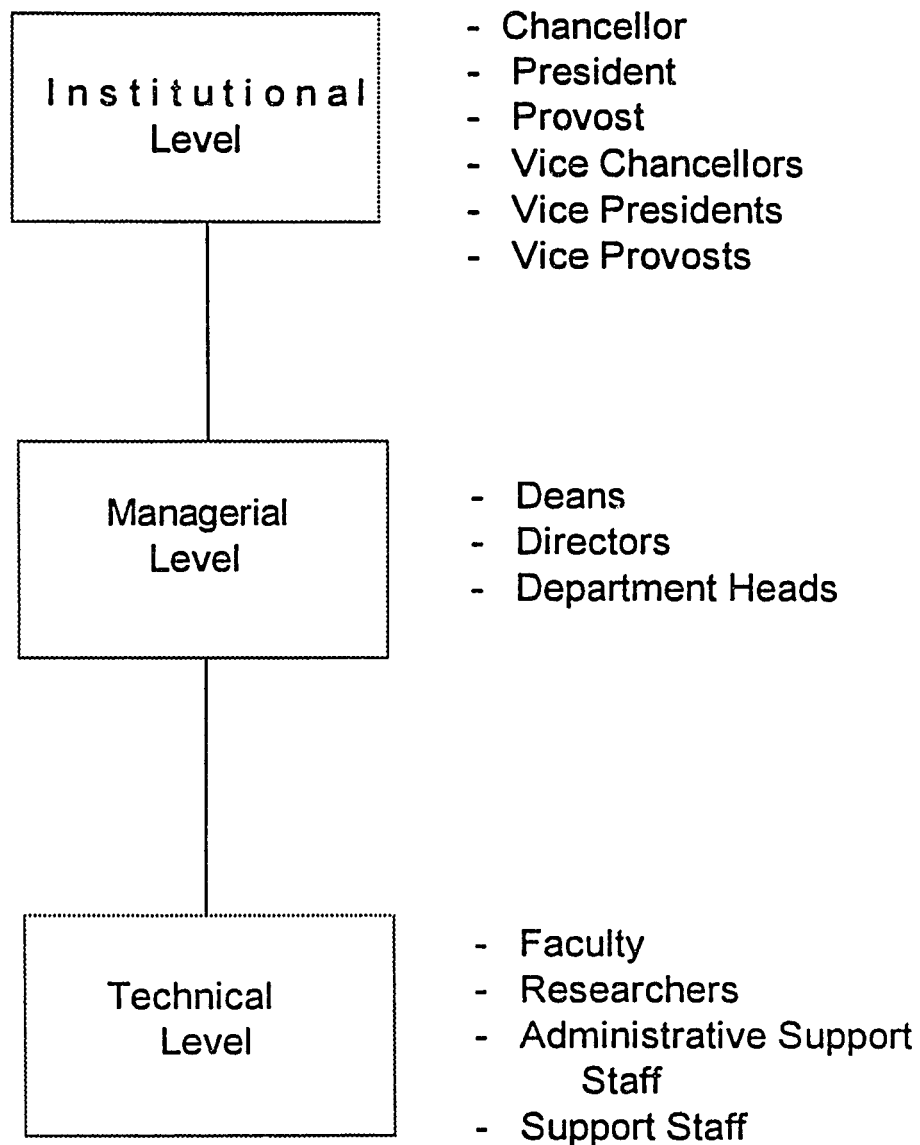 Institutional
Level
- Chancellor
- President
- Provost
- Vice Chancellors
- Vice Presidents
- Vice Provosts
Managerial
Level
- Deans
- Directors
- Department Heads
Technical
Level
- Faculty
- Researchers
- Administrative Support
Staff
- Support Staff